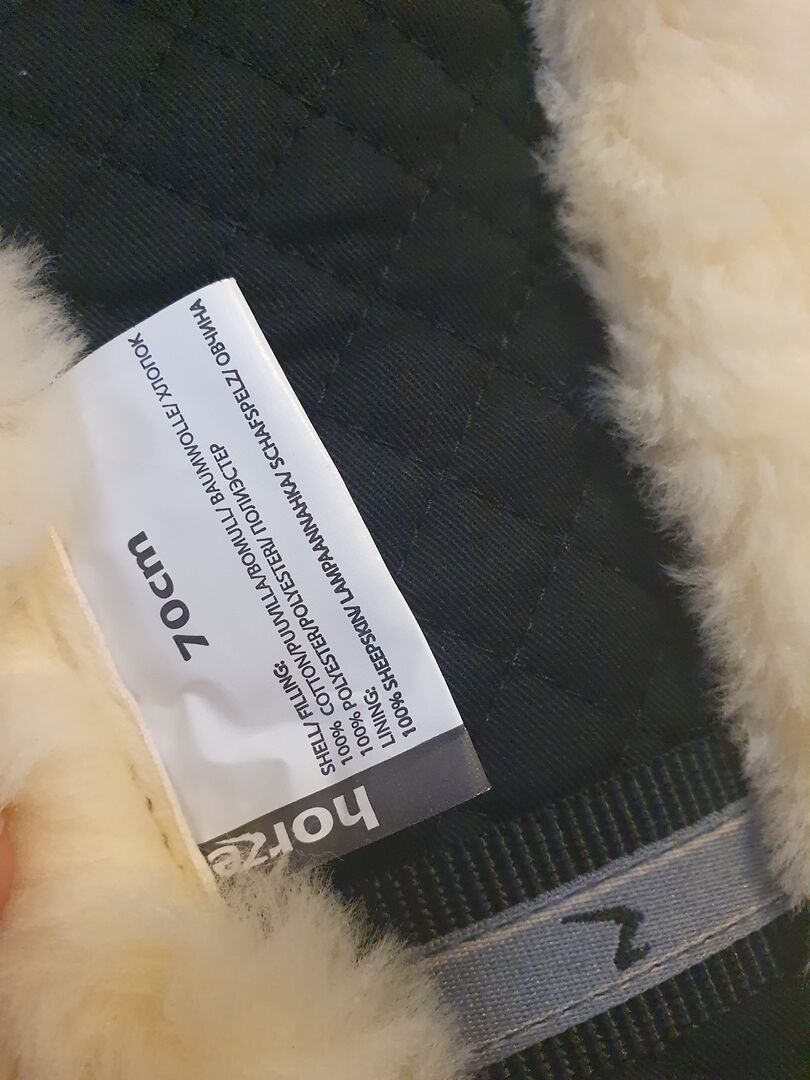 horze
SHELL/ FILLING:
100% COTTON/PUUVILLA/BOMULL/ BAUMWOLLE/ ХЛОПОК
100% POLYESTER/POLYESTERI/ ПОЛИЭСТЕР
LINING:
100% SHEEPSKIN/ LAMPAANNAHKA/ SCHAFSPELZ/ ОВЧИНА
70cm